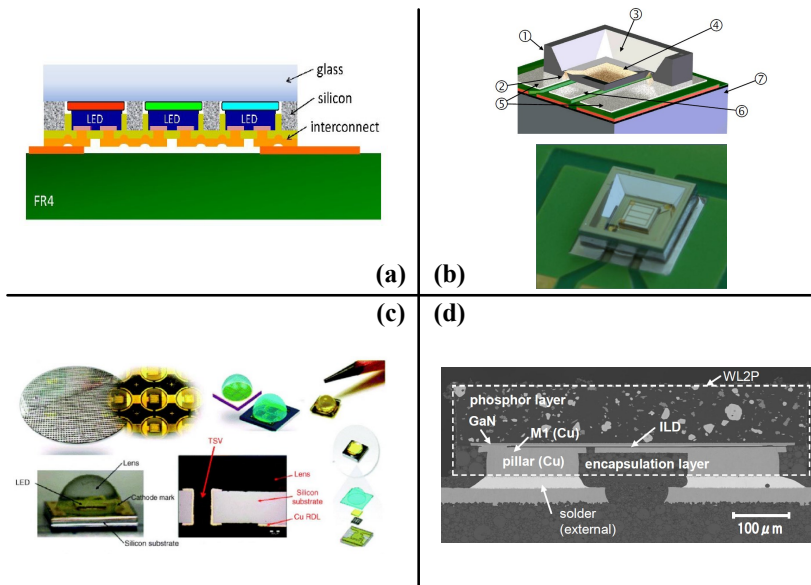 glass
silicon
LED LED LED
interconnect
FR4
(a)
①
②
③
④
⑤
⑥
⑦
(b)
(c)
TSV
Lens
LED
Cathode mark
Silicon substrate
Lens
Silicon
substrate
Cu RDL
(d)
WL2P
phosphor layer
GaN
M1 (Cu)
ILD
pillar (Cu)
encapsulation layer
solder
(external)
100μm